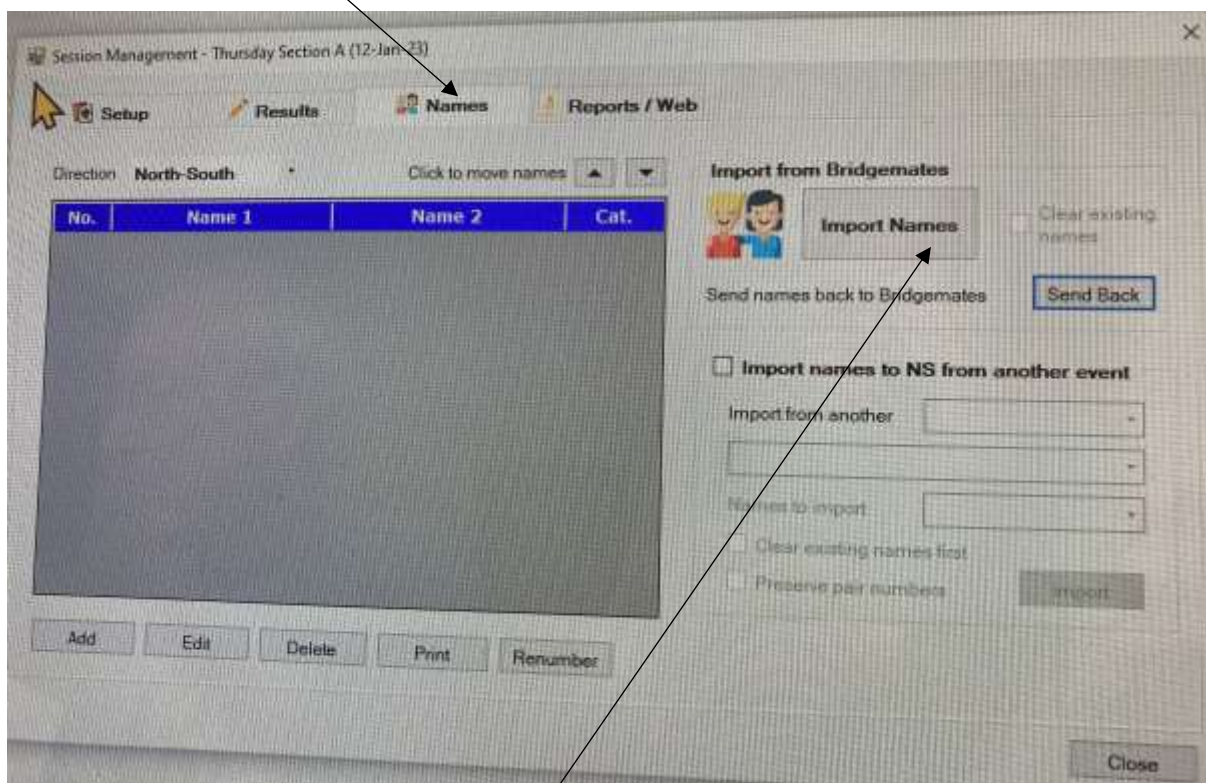 Session Management - Thursday Section A (12-Jan-23)
Setup Results Names Reports / Web
Direction North-South Click to move names
No. Name 1 Name 2 Cat.
Import from Bridgemates
Import Names
Clear existing names
Send names back to Bridgemates Send Back
Import names to NS from another event
Import from another
Names to import
Clear existing names first
Preserve pair numbers Import
Add Edit Delete Print Renumber
Close